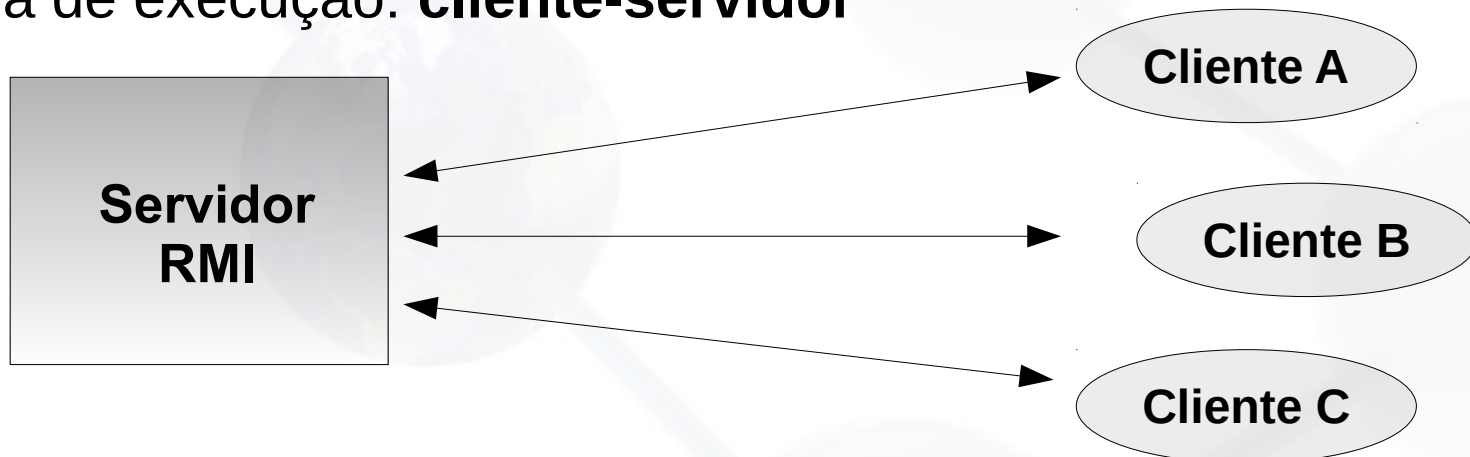 a de execução: cliente-servidor
Servidor
RMI
Cliente A
Cliente B
Cliente C